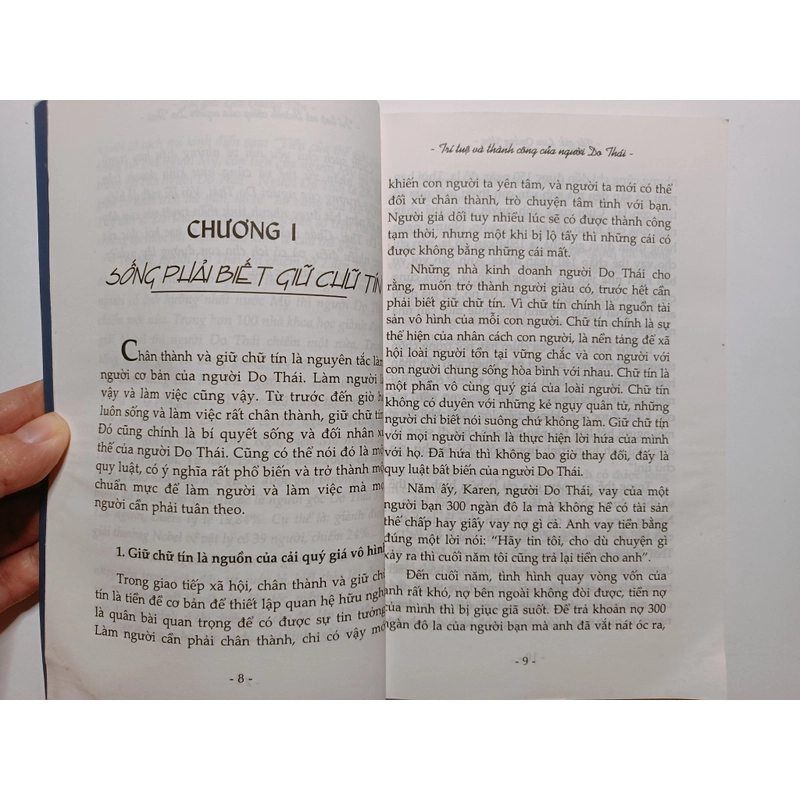 CHƯƠNG I
SỐNG PHẢI BIẾT GIỮ CHỮ TÍN
Chân thành và giữ chữ tín là nguyên tắc làm
người cơ bản của người Do Thái. Làm người
vậy và làm việc cũng vậy. Từ trước đến giờ
luôn sống và làm việc rất chân thành, giữ chữ tín
Đó cũng chính là bí quyết sống và đối nhân
thế của người Do Thái. Cũng có thể nói đó là
quy luật, có ý nghĩa rất phổ biến và trở thành
chuẩn mực để làm người và làm việc mà
người cần phải tuân theo.
1. Giữ chữ tín là nguồn của cải quý giá vô hình
Trong giao tiếp xã hội, chân thành và giữ chữ
tín là tiền đề cơ bản để thiết lập quan hệ hữu
là quân bài quan trọng để có được sự tin tưởng
Làm người cần phải chân thành, chỉ có vậy
- 8 -
- Trí tuệ và thành công của người Do Thái -
khiến con người ta yên tâm, và người ta mới có thể
đối xử chân thành, trò chuyện tâm tình với bạn.
Người giả dối tuy nhiều lúc sẽ có được thành công
tạm thời, nhưng một khi bị lộ tẩy thì những cái có
được không bằng những cái mất.
Những nhà kinh doanh người Do Thái cho
rằng, muốn trở thành người giàu có, trước hết cần
phải biết giữ chữ tín. Vì chữ tín chính là nguồn tài
sản vô hình của mỗi con người. Chữ tín chính là sự
thể hiện của nhân cách con người, là nền tảng để xã
hội loài người tồn tại vững chắc và con người với
con người chung sống hòa bình với nhau. Chữ tín là
một phần vô cùng quý giá của loài người. Chữ tín
không có duyên với những kẻ ngụy quân tử, những
người chỉ biết nói suông chứ không làm. Giữ chữ tín
với mọi người chính là thực hiện lời hứa của mình
với họ. Đã hứa thì không bao giờ thay đổi, đấy là
quy luật bất biến của người Do Thái.
Năm ấy, Karen, người Do Thái, vay của một
người bạn 300 ngàn đô la mà không hề có tài sản
thế chấp hay giấy vay nợ gì cả. Anh vay tiền bằng
đúng một lời nói: “Hãy tin tôi, cho dù chuyện gì
xảy ra thì cuối năm tôi cũng trả lại tiền cho anh”.
Đến cuối năm, tình hình quay vòng vốn của
anh rất khó, nợ bên ngoài không đòi được, tiền nợ
của mình thì bị giục giã suốt. Để trả khoản nợ 300
ngàn đô la của người bạn mà anh đã vắt nát óc ra,
- 9 -